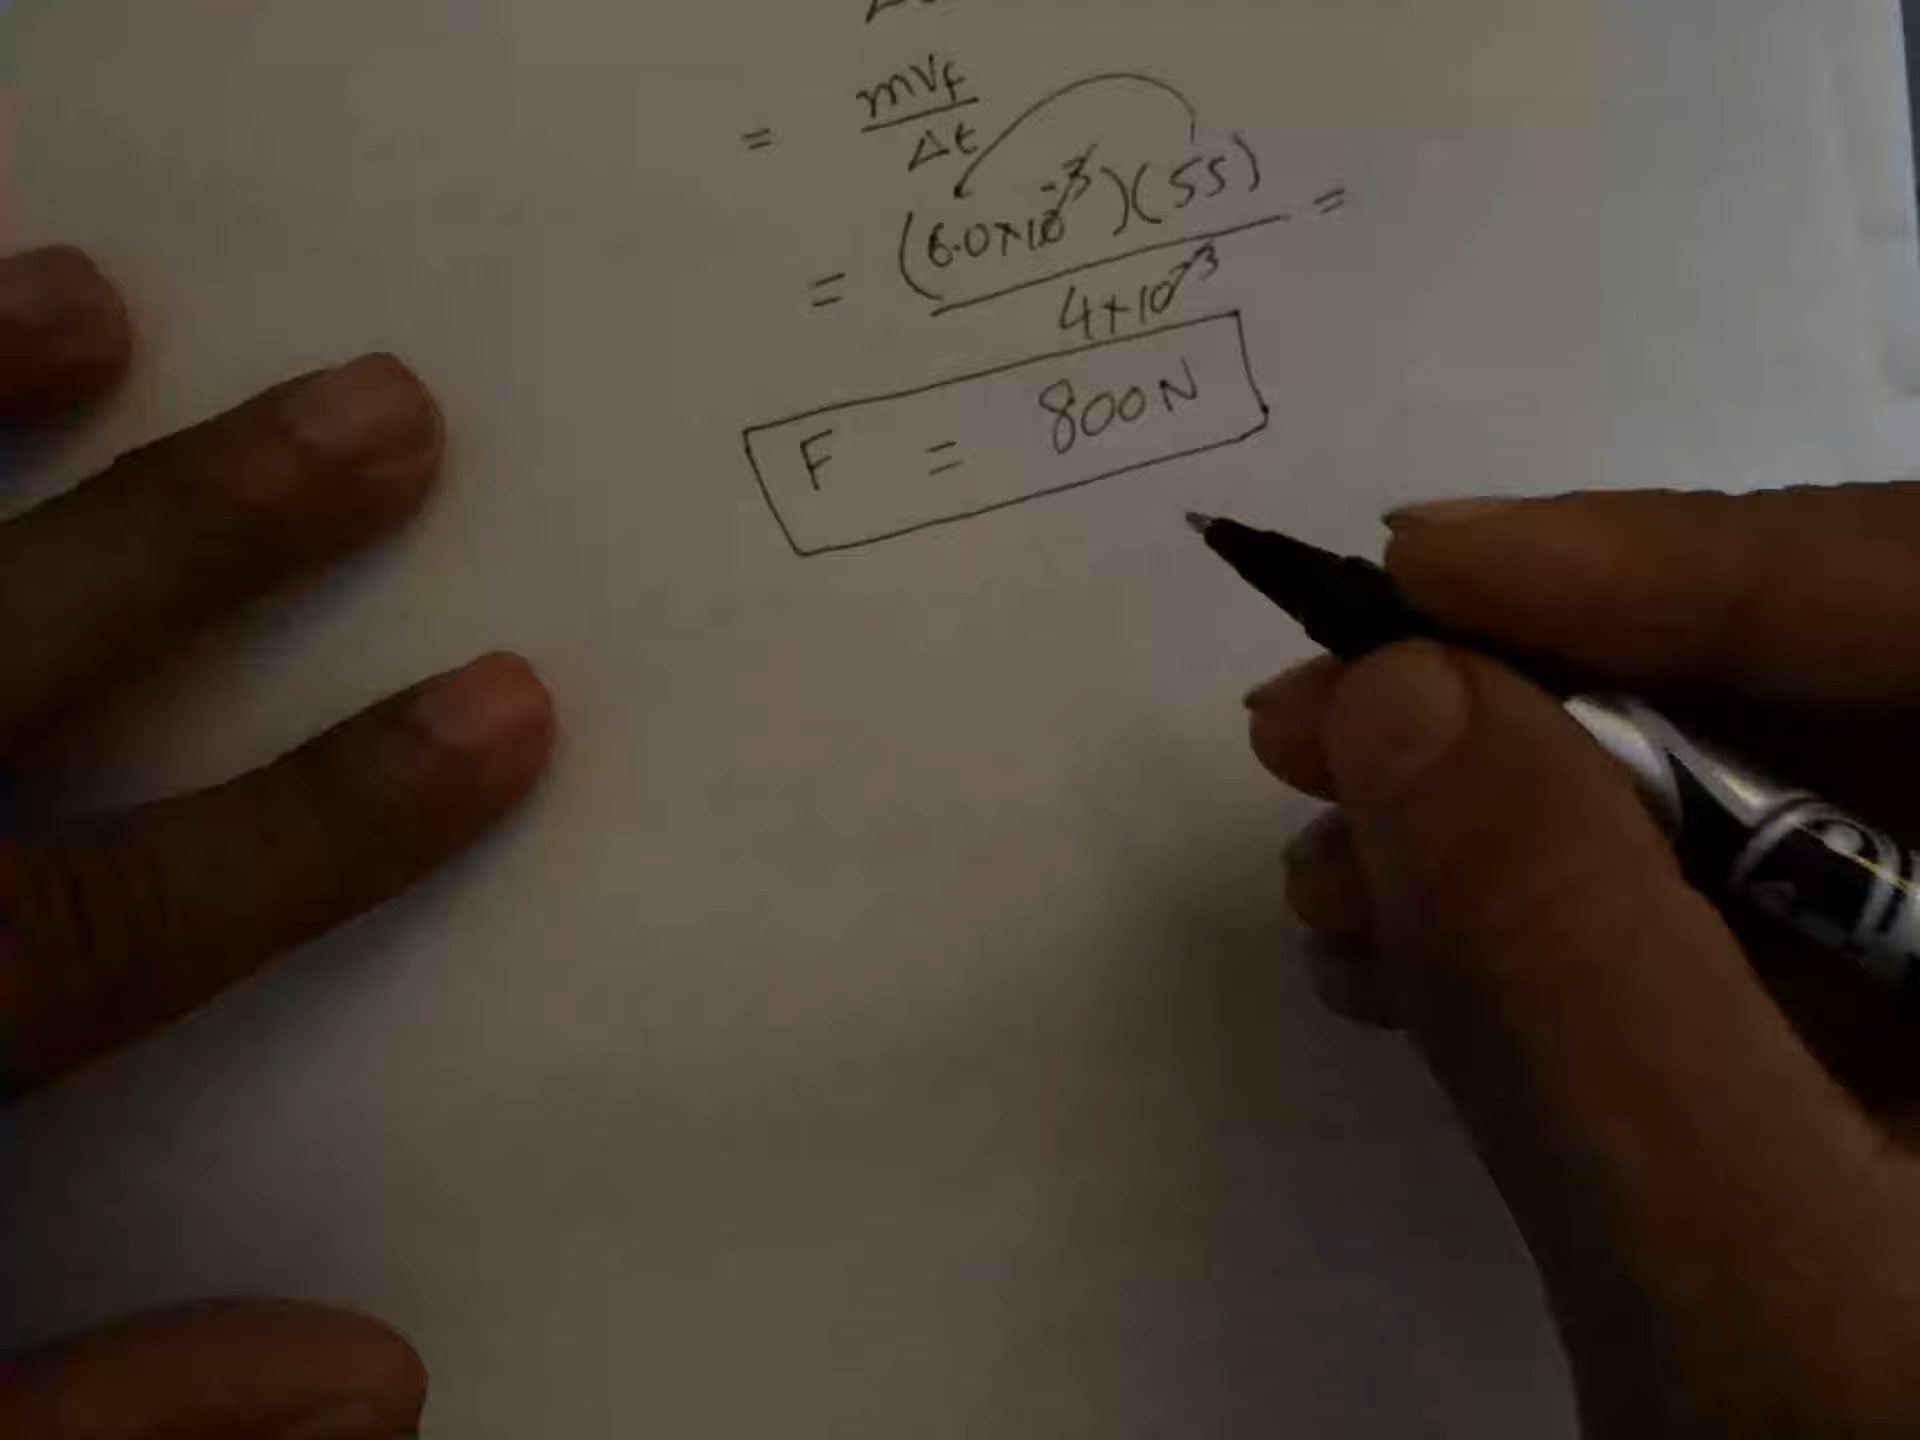 = mVf/Δt
= (6.0×10^-3)(55)/4×10^-3 =
F = 800N